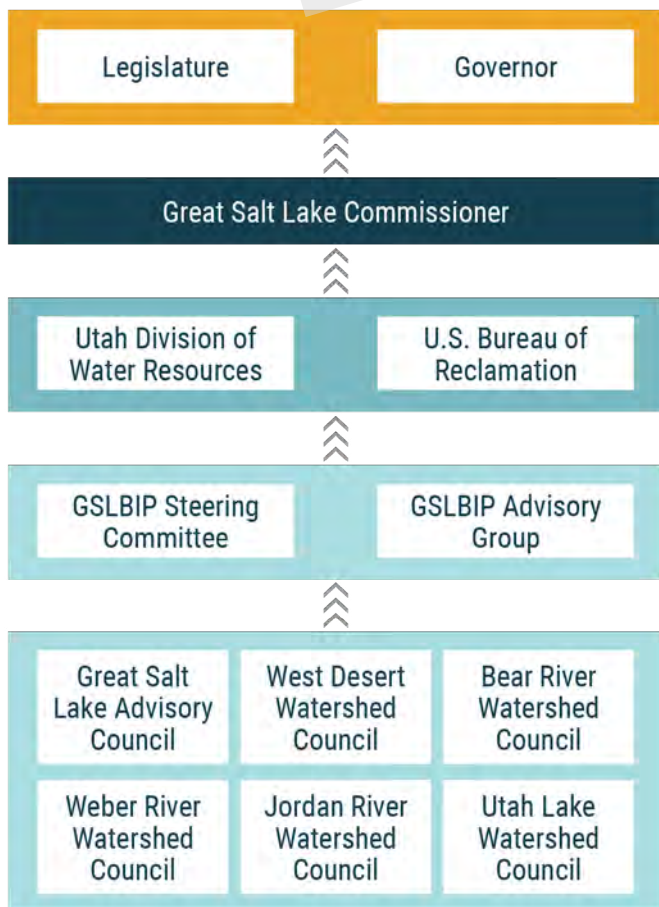 Legislature
Governor
Great Salt Lake Commissioner
Utah Division of
Water Resources
U.S. Bureau of
Reclamation
GSLBIP Steering
Committee
GSLBIP Advisory
Group
Great Salt
Lake Advisory
Council
West Desert
Watershed
Council
Bear River
Watershed
Council
Weber River
Watershed
Council
Jordan River
Watershed
Council
Utah Lake
Watershed
Council